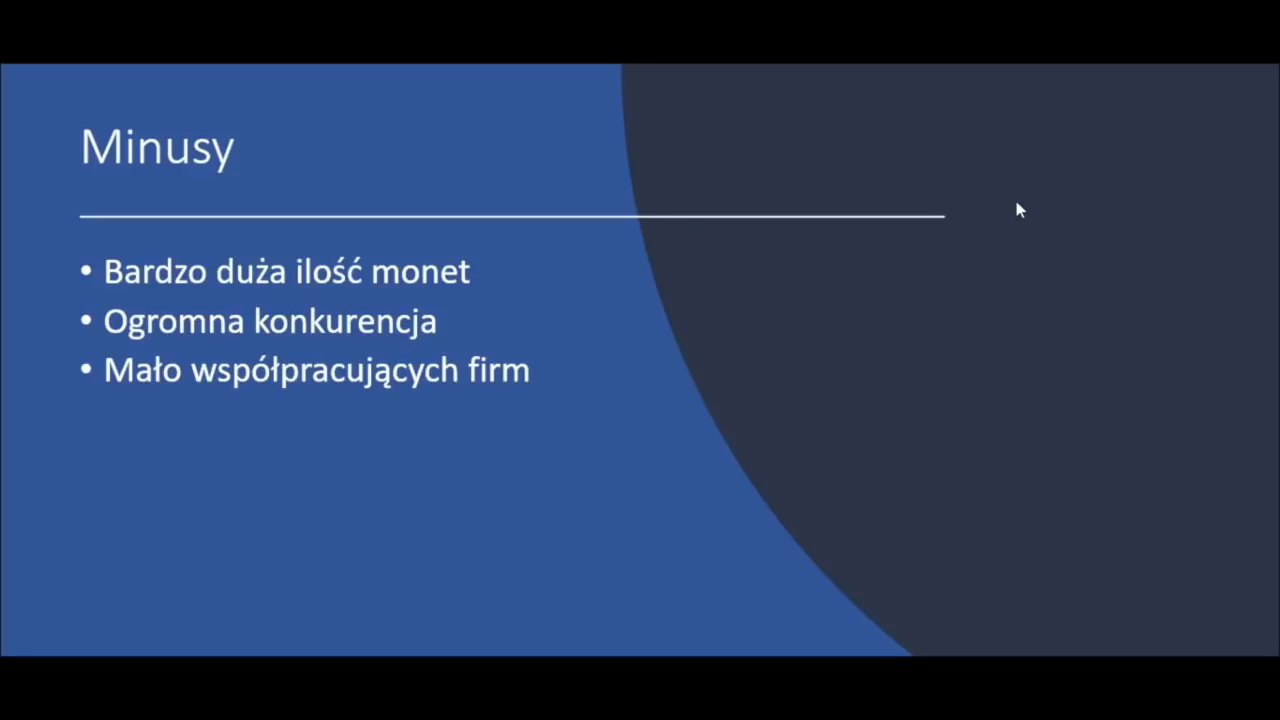 Minusy
• Bardzo duża ilość monet
• Ogromna konkurencja
• Mało współpracujących firm